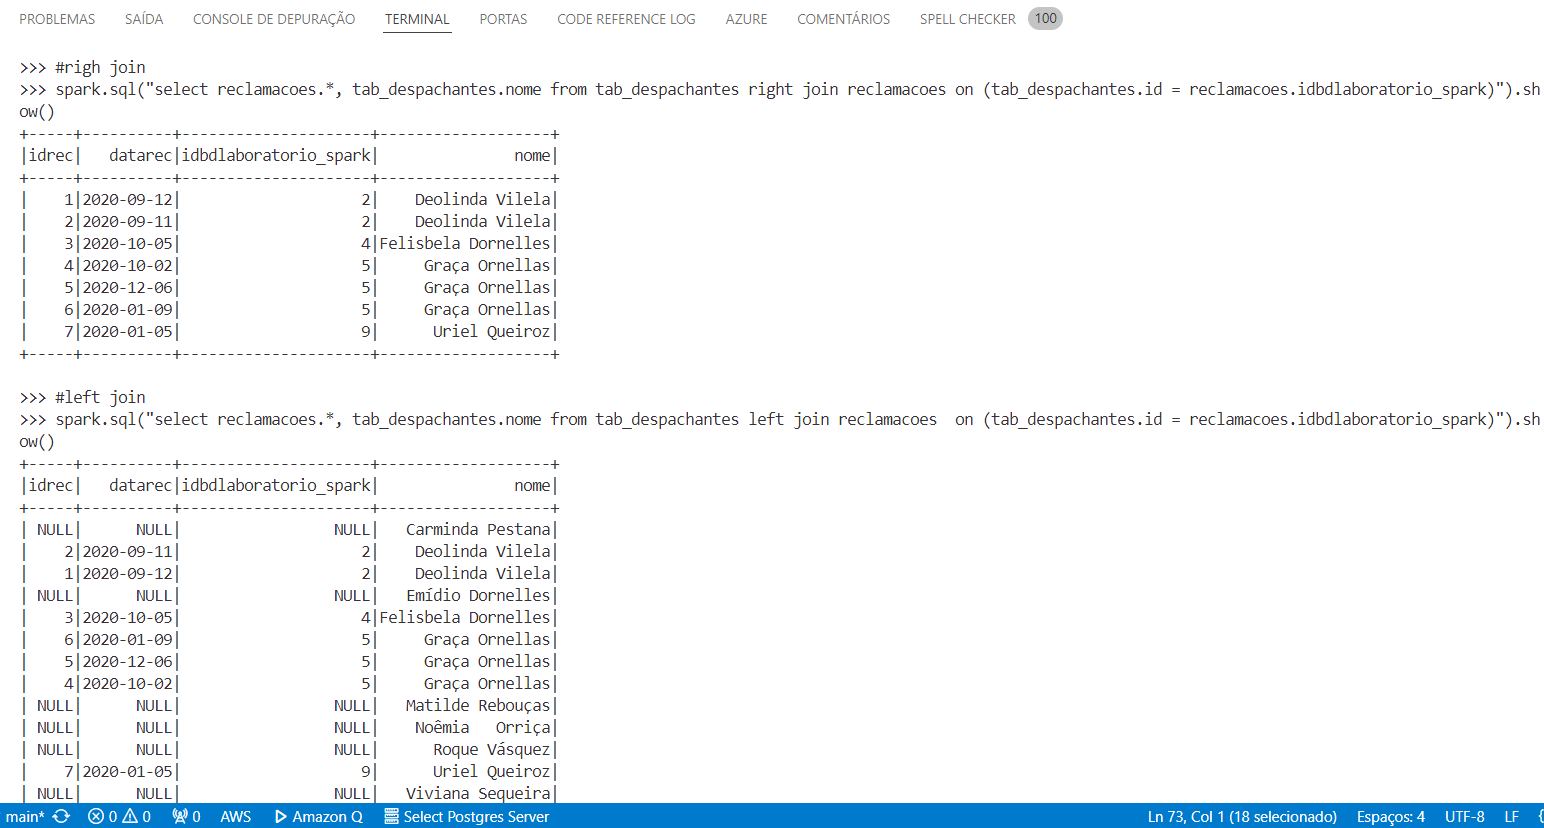 PROBLEMAS SAÍDA CONSOLE DE DEPURAÇÃO TERMINAL PORTAS CODE REFERENCE LOG AZURE COMENTÁRIOS SPELL CHECKER 100
>>> #righ join
>>> spark.sql("select reclamacoes.*, tab_despachantes.nome from tab_despachantes right join reclamacoes on (tab_despachantes.id = reclamacoes.idbdlaboratorio_spark)").sh
ow()
+-----+----------+---------------------+-------------------+
|idrec|   datarec|idbdlaboratorio_spark|               nome|
+-----+----------+---------------------+-------------------+
|    1|2020-09-12|                    2|    Deolinda Vilela|
|    2|2020-09-11|                    2|    Deolinda Vilela|
|    3|2020-10-05|                    4|Felisbela Dornelles|
|    4|2020-10-02|                    5|     Graça Ornellas|
|    5|2020-12-06|                    5|     Graça Ornellas|
|    6|2020-01-09|                    5|     Graça Ornellas|
|    7|2020-01-05|                    9|      Uriel Queiroz|
+-----+----------+---------------------+-------------------+
>>> #left join
>>> spark.sql("select reclamacoes.*, tab_despachantes.nome from tab_despachantes left join reclamacoes  on (tab_despachantes.id = reclamacoes.idbdlaboratorio_spark)").sh
ow()
+-----+----------+---------------------+-------------------+
|idrec|   datarec|idbdlaboratorio_spark|               nome|
+-----+----------+---------------------+-------------------+
| NULL|      NULL|                 NULL|   Carminda Pestana|
|    2|2020-09-11|                    2|    Deolinda Vilela|
|    1|2020-09-12|                    2|    Deolinda Vilela|
| NULL|      NULL|                 NULL|   Emídio Dornelles|
|    3|2020-10-05|                    4|Felisbela Dornelles|
|    6|2020-01-09|                    5|     Graça Ornellas|
|    5|2020-12-06|                    5|     Graça Ornellas|
|    4|2020-10-02|                    5|     Graça Ornellas|
| NULL|      NULL|                 NULL|   Matilde Rebouças|
| NULL|      NULL|                 NULL|    Noêmia   Orriça|
| NULL|      NULL|                 NULL|      Roque Vásquez|
|    7|2020-01-05|                    9|      Uriel Queiroz|
| NULL|      NULL|                 NULL|   Viviana Sequeira|
main* 0 0 0 AWS Amazon Q Select Postgres Server Ln 73, Col 1 (18 selecionado) Espaços: 4 UTF-8 LF {